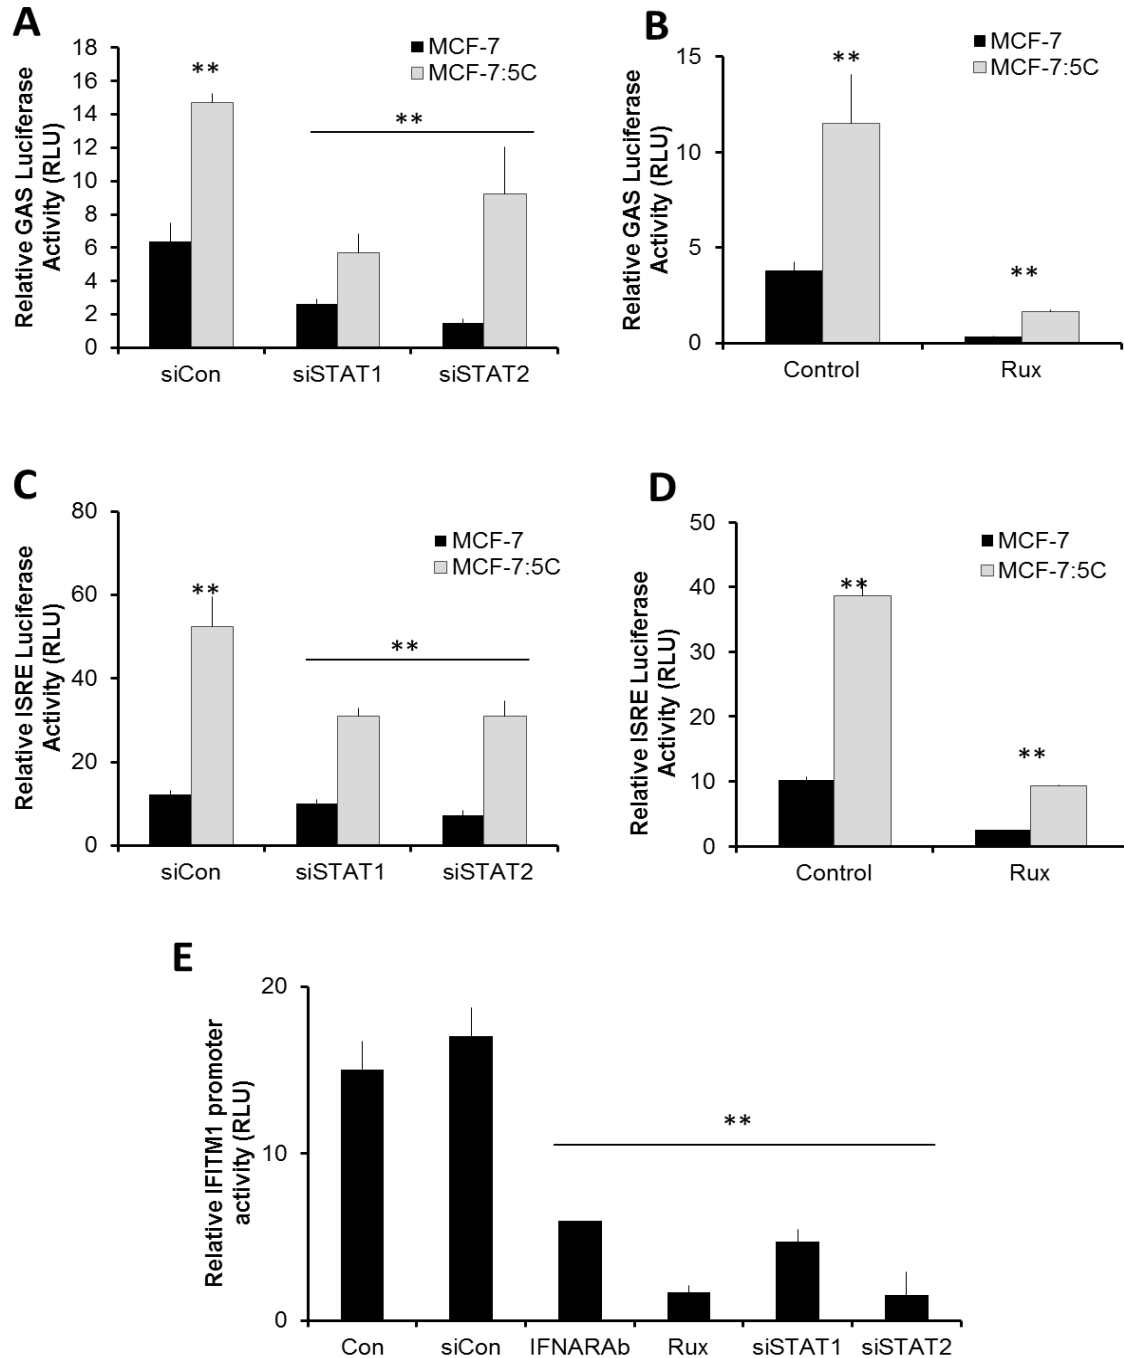 A
Relative GAS Luciferase
Activity (RLU)
18
16
14
12
10
8
6
4
2
0
MCF-7
MCF-7:5C
**
**
siCon
siSTAT1
siSTAT2
B
Relative GAS Luciferase
Activity (RLU)
15
10
5
0
MCF-7
MCF-7:5C
**
**
Control
Rux
C
Relative ISRE Luciferase
Activity (RLU)
80
60
40
20
0
MCF-7
MCF-7:5C
**
**
siCon
siSTAT1
siSTAT2
D
Relative ISRE Luciferase
Activity (RLU)
50
40
30
20
10
0
MCF-7
MCF-7:5C
**
**
Control
Rux
E
Relative IFITM1 promoter
activity (RLU)
20
10
0
**
Con
siCon
IFNARAb
Rux
siSTAT1
siSTAT2